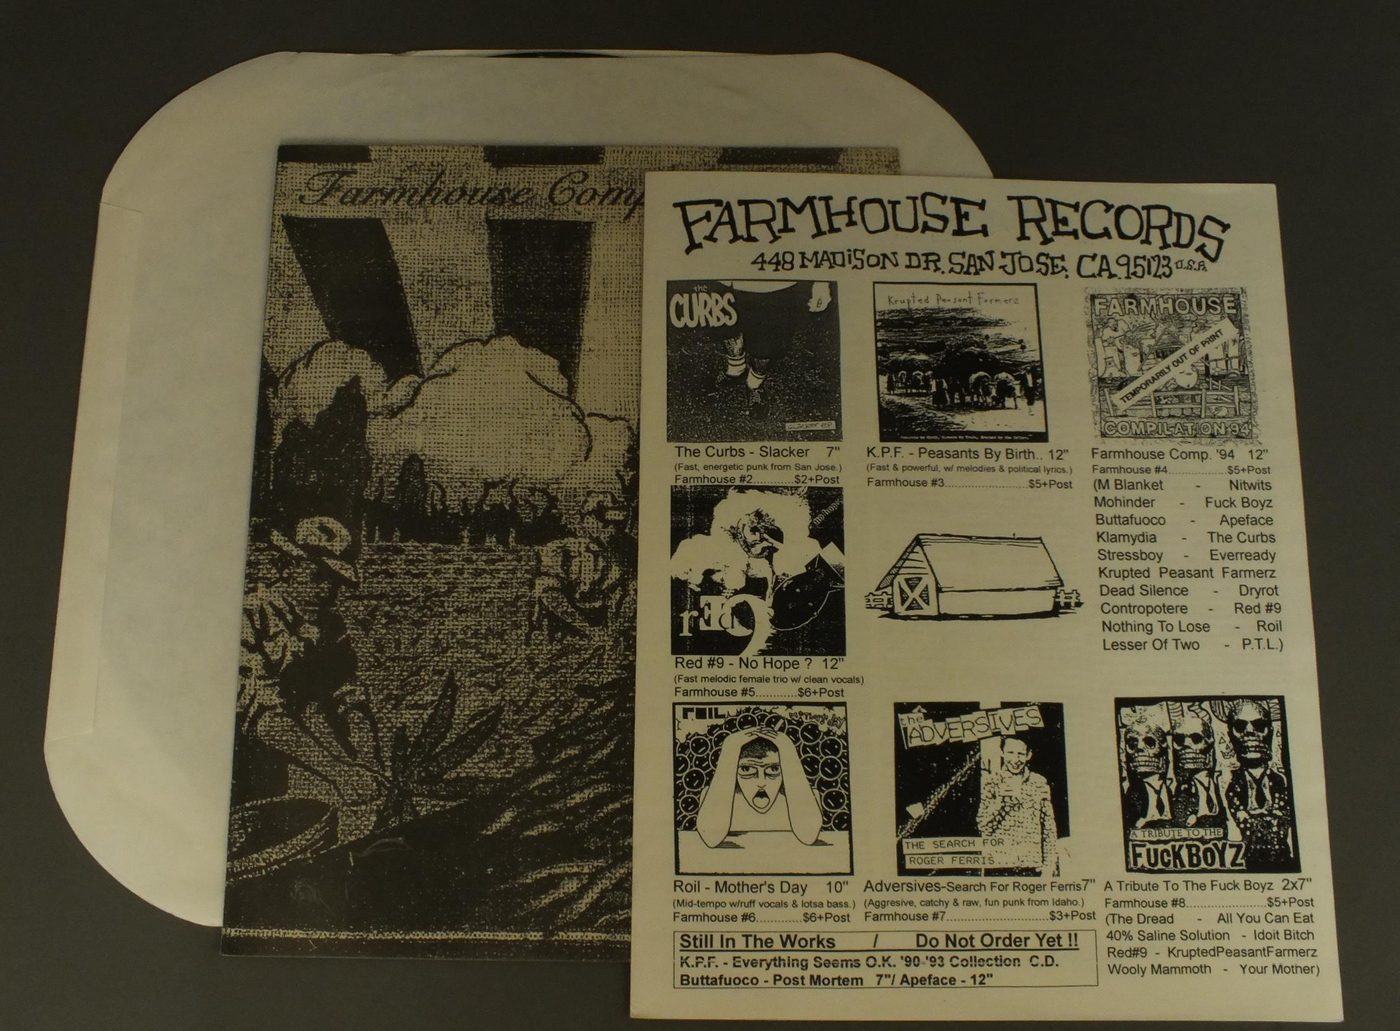 Farmhouse Comp
FARMHOUSE RECORDS
448 MADISON DR. SAN JOSE, CA. 95123 U.S.A.
the
CURBS
Krupted Peasant Farmerz
FARMHOUSE
TEMPORARILY OUT OF PRINT
COMPILATION 94
The Curbs - Slacker 7"
(Fast, energetic punk from San Jose.)
Farmhouse #2............$2+Post
K.P.F. - Peasants By Birth.. 12"
(Fast & powerful, w/ melodies & political lyrics.)
Farmhouse #3......................$5+Post
Farmhouse Comp. '94 12"
Farmhouse #4......................$5+Post
(M Blanket - Nitwits
Mohinder - Fuck Boyz
Buttafuoco - Apeface
Klamydia - The Curbs
Stressboy - Everready
Krupted Peasant Farmerz
Dead Silence - Dryrot
Contropotere - Red #9
Nothing To Lose - Roil
Lesser Of Two - P.T.L.)
no hope
rED 9
Red #9 - No Hope ? 12"
(Fast melodic female trio w/ clean vocals)
Farmhouse #5...........$6+Post
ROIL
Roil - Mother's Day 10"
(Mid-tempo w/ruff vocals & lotsa bass.)
Farmhouse #6............$6+Post
the
ADVERSIVES
THE SEARCH FOR
ROGER FERRIS....
Adversives-Search For Roger Ferris7"
(Aggresive, catchy & raw, fun punk from Idaho.)
Farmhouse #7..........................$3+Post
A TRIBUTE TO THE
FUCKBOYZ
A Tribute To The Fuck Boyz 2x7"
Farmhouse #8....................$5+Post
(The Dread - All You Can Eat
40% Saline Solution - Idoit Bitch
Red#9 - KruptedPeasantFarmerz
Wooly Mammoth - Your Mother)
Still In The Works / Do Not Order Yet !!
K.P.F. - Everything Seems O.K. '90-'93 Collection C.D.
Buttafuoco - Post Mortem 7"/ Apeface - 12"